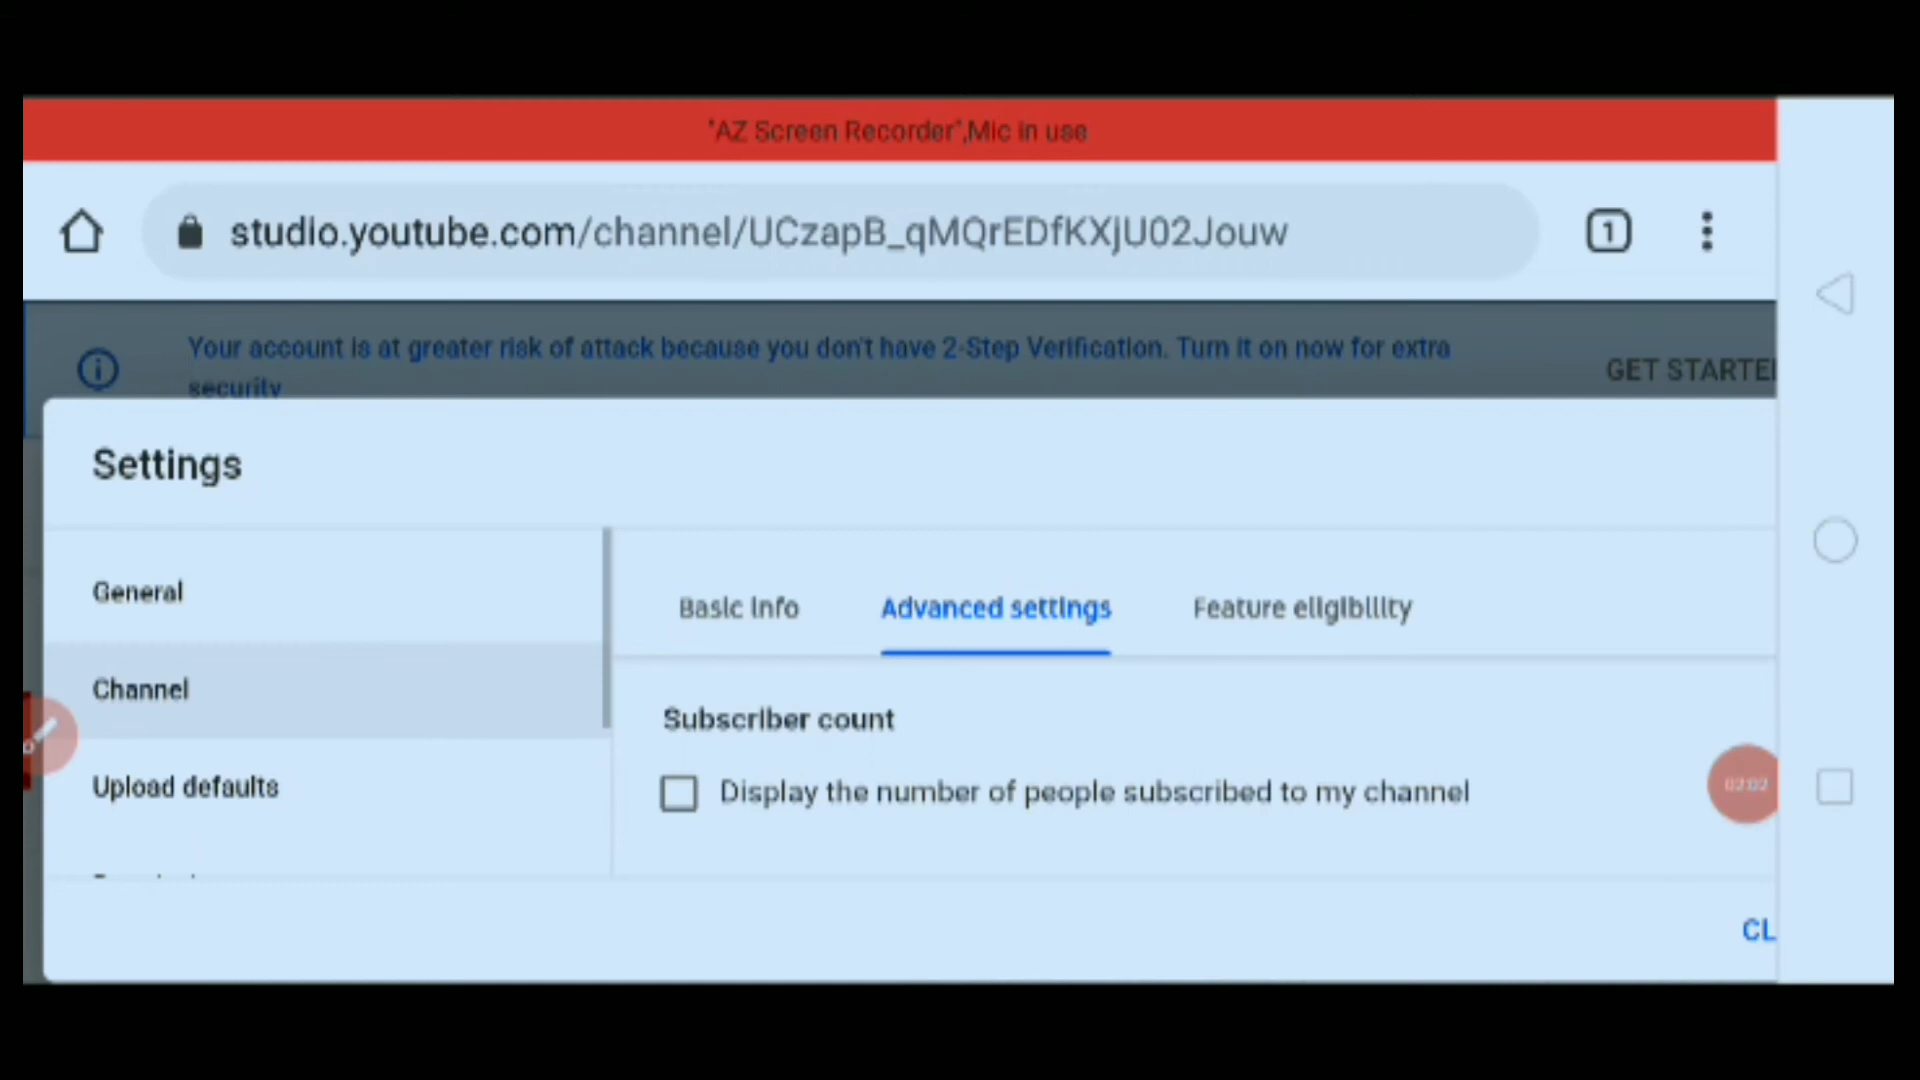 "AZ Screen Recorder",Mic in use
studio.youtube.com/channel/UCzapB_qMQrEDfKXjU02Jouw
1
Your account is at greater risk of attack because you don't have 2-Step Verification. Turn it on now for extra
security
GET STARTE
Settings
General
Basic info
Advanced settings
Feature eligibility
Channel
Subscriber count
Upload defaults
Display the number of people subscribed to my channel
02:02
CL